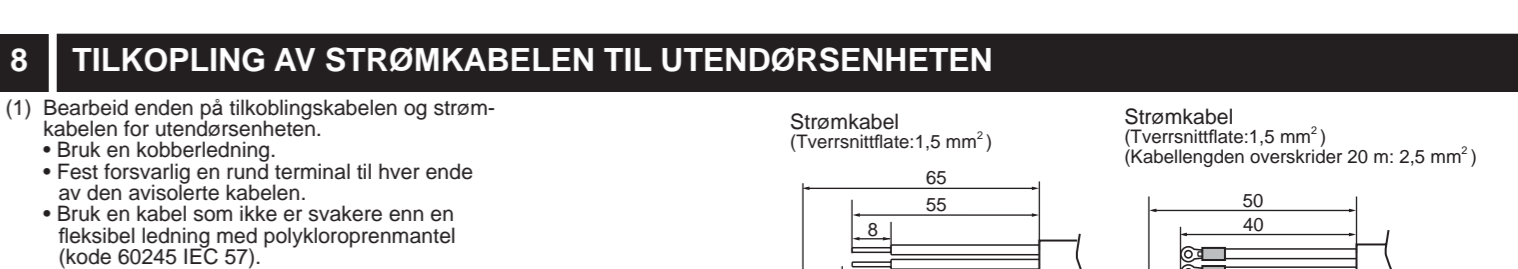 8 TILKOPLING AV STRØMKABELEN TIL UTENDØRSENHETEN
(1) Bearbeid enden på tilkoblingskabelen og strøm-
kabelen for utendørsenheten.
• Bruk en kobberledning.
• Fest forsvarlig en rund terminal til hver ende
av den avisolerte kabelen.
• Bruk en kabel som ikke er svakere enn en
fleksibel ledning med polykloroprenmantel
(kode 60245 IEC 57).
Strømkabel
(Tverrsnittflate:1,5 mm²)
65
55
8
Strømkabel
(Tverrsnittflate:1,5 mm²)
(Kabellengden overskrider 20 m: 2,5 mm²)
50
40